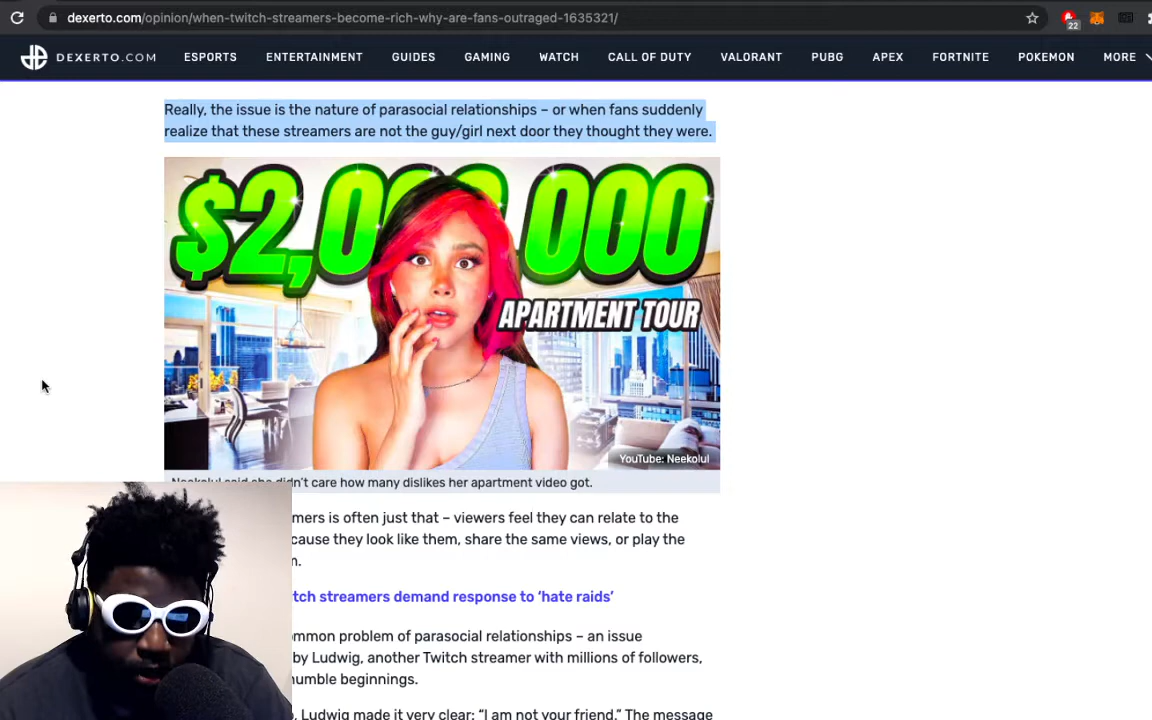 dexerto.com/opinion/when-twitch-streamers-become-rich-why-are-fans-outraged-1635321/
22
DEXERTO.COM ESPORTS ENTERTAINMENT GUIDES GAMING WATCH CALL OF DUTY VALORANT PUBG APEX FORTNITE POKEMON MORE
Really, the issue is the nature of parasocial relationships – or when fans suddenly
realize that these streamers are not the guy/girl next door they thought they were.
$2,0 000
APARTMENT TOUR
YouTube: Neekolul
Neekolul said she didn't care how many dislikes her apartment video got.
mers is often just that – viewers feel they can relate to the
cause they look like them, share the same views, or play the
tch streamers demand response to ‘hate raids’
mmon problem of parasocial relationships – an issue
by Ludwig, another Twitch streamer with millions of followers,
umble beginnings.
Ludwig made it very clear: “I am not your friend.” The message